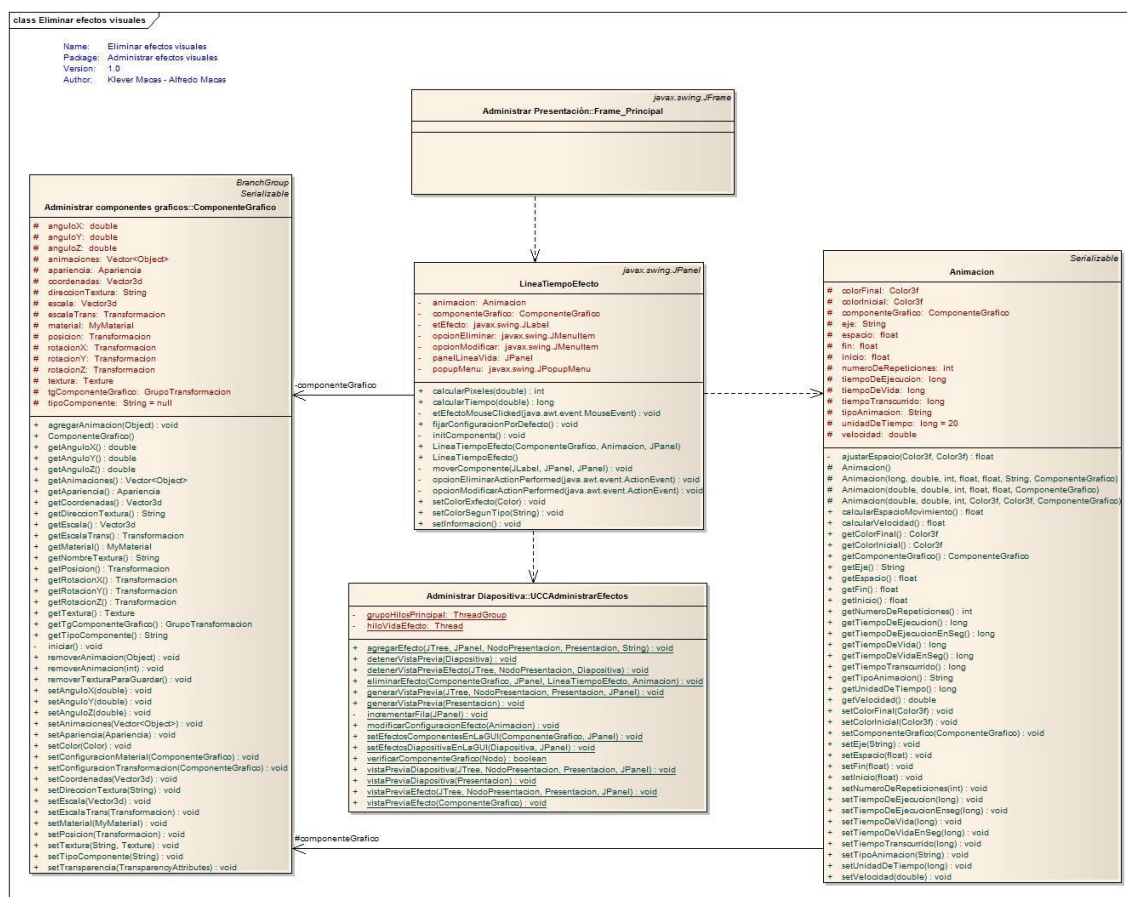 class Eliminar efectos visuales
Name: Eliminar efectos visuales
Package: Administrar efectos visuales
Version: 1.0
Author: Klever Macas - Alfredo Macas
javax.swing.JFrame
Administrar Presentación::Frame_Principal
BranchGroup
Serializable
Administrar componentes graficos::ComponenteGrafico
# anguloX: double
# anguloY: double
# anguloZ: double
# animaciones: Vector<Object>
# apariencia: Apariencia
# coordenadas: Vector3d
# direccionTextura: String
# escala: Vector3d
# escalaTrans: Transformacion
# material: MyMaterial
# posicion: Transformacion
# rotacionX: Transformacion
# rotacionY: Transformacion
# rotacionZ: Transformacion
# textura: Texture
# tgComponenteGrafico: GrupoTransformacion
# tipoComponente: String = null
+ agregarAnimacion(Object) : void
+ ComponenteGrafico()
+ getAnguloX() : double
+ getAnguloY() : double
+ getAnguloZ() : double
+ getAnimaciones() : Vector<Object>
+ getApariencia() : Apariencia
+ getCoordenadas() : Vector3d
+ getDireccionTextura() : String
+ getEscala() : Vector3d
+ getEscalaTrans() : Transformacion
+ getMaterial() : MyMaterial
+ getNombreTextura() : String
+ getPosicion() : Transformacion
+ getRotacionX() : Transformacion
+ getRotacionY() : Transformacion
+ getRotacionZ() : Transformacion
+ getTextura() : Texture
+ getTgComponenteGrafico() : GrupoTransformacion
+ getTipoComponente() : String
- iniciar() : void
+ removerAnimacion(Object) : void
+ removerAnimacion(int) : void
+ removerTexturaParaGuardar() : void
+ setAnguloX(double) : void
+ setAnguloY(double) : void
+ setAnguloZ(double) : void
+ setAnimaciones(Vector<Object>) : void
+ setApariencia(Apariencia) : void
+ setColor(Color) : void
+ setConfiguracionMaterial(ComponenteGrafico) : void
+ setConfiguracionTransformacion(ComponenteGrafico) : void
+ setCoordenadas(Vector3d) : void
+ setDireccionTextura(String) : void
+ setEscala(Vector3d) : void
+ setEscalaTrans(Transformacion) : void
+ setMaterial(MyMaterial) : void
+ setPosicion(Transformacion) : void
+ setTextura(String, Texture) : void
+ setTipoComponente(String) : void
+ setTransparencia(TransparencyAttributes) : void
-componenteGrafico
javax.swing.JPanel
LineaTiempoEfecto
- animacion: Animacion
- componenteGrafico: ComponenteGrafico
- etEfecto: javax.swing.JLabel
- opcionEliminar: javax.swing.JMenuItem
- opcionModificar: javax.swing.JMenuItem
- panelLineaVida: JPanel
- popupMenu: javax.swing.JPopupMenu
+ calcularPixeles(double) : int
+ calcularTiempo(double) : long
- etEfectoMouseClicked(java.awt.event.MouseEvent) : void
+ fijarConfiguracionPorDefecto() : void
- initComponents() : void
+ LineaTiempoEfecto(ComponenteGrafico, Animacion, JPanel)
+ LineaTiempoEfecto()
- moverComponente(JLabel, JPanel, JPanel) : void
- opcionEliminarActionPerformed(java.awt.event.ActionEvent) : void
- opcionModificarActionPerformed(java.awt.event.ActionEvent) : void
+ setColorExfecto(Color) : void
+ setColorSegunTipo(String) : void
+ setInformacion() : void
Administrar Diapositiva::UCCAdministrarEfectos
- grupoHilosPrincipal: ThreadGroup
- hiloVidaEfecto: Thread
+ agregarEfecto(JTree, JPanel, NodoPresentacion, Presentacion, String) : void
+ detenerVistaPrevia(Diapositiva) : void
+ detenerVistaPreviaEfecto(JTree, NodoPresentacion, Diapositiva) : void
+ eliminarEfecto(ComponenteGrafico, JPanel, LineaTiempoEfecto, Animacion) : void
+ generarVistaPrevia(JTree, NodoPresentacion, Presentacion, JPanel) : void
+ generarVistaPrevia(Presentacion) : void
- incrementarFila(JPanel) : void
+ modificarConfiguracionEfecto(Animacion) : void
+ setEfectosComponentesEnLaGUI(ComponenteGrafico, JPanel) : void
+ setEfectosDiapositivaEnLaGUI(Diapositiva, JPanel) : void
+ verificarComponenteGrafico(Nodo) : boolean
+ vistaPreviaDiapositiva(JTree, NodoPresentacion, Presentacion, JPanel) : void
+ vistaPreviaDiapositiva(Presentacion) : void
+ vistaPreviaEfecto(JTree, NodoPresentacion, Presentacion, JPanel) : void
+ vistaPreviaEfecto(ComponenteGrafico) : void
#componenteGrafico
Serializable
Animacion
# colorFinal: Color3f
# colorInicial: Color3f
# componenteGrafico: ComponenteGrafico
# eje: String
# espacio: float
# fin: float
# inicio: float
# numeroDeRepeticiones: int
# tiempoDeEjecucion: long
# tiempoDeVida: long
# tiempoTranscurrido: long
# tipoAnimacion: String
# unidadDeTiempo: long = 20
# velocidad: double
- ajustarEspacio(Color3f, Color3f) : float
# Animacion()
# Animacion(long, double, int, float, float, String, ComponenteGrafico)
# Animacion(double, double, int, float, float, ComponenteGrafico)
# Animacion(double, double, int, Color3f, Color3f, ComponenteGrafico)
+ calcularEspacioMovimiento() : float
+ calcularVelocidad() : float
+ getColorFinal() : Color3f
+ getColorInicial() : Color3f
+ getComponenteGrafico() : ComponenteGrafico
+ getEje() : String
+ getEspacio() : float
+ getFin() : float
+ getInicio() : float
+ getNumeroDeRepeticiones() : int
+ getTiempoDeEjecucion() : long
+ getTiempoDeEjecucionEnSeg() : long
+ getTiempoDeVida() : long
+ getTiempoDeVidaEnSeg() : long
+ getTiempoTranscurrido() : long
+ getTipoAnimacion() : String
+ getUnidadDeTiempo() : long
+ getVelocidad() : double
+ setColorFinal(Color3f) : void
+ setColorInicial(Color3f) : void
+ setComponenteGrafico(ComponenteGrafico) : void
+ setEje(String) : void
+ setEspacio(float) : void
+ setFin(float) : void
+ setInicio(float) : void
+ setNumeroDeRepeticiones(int) : void
+ setTiempoDeEjecucion(long) : void
+ setTiempoDeEjecucionEnseg(long) : void
+ setTiempoDeVida(long) : void
+ setTiempoDeVidaEnSeg(long) : void
+ setTiempoTranscurrido(long) : void
+ setTipoAnimacion(String) : void
+ setUnidadDeTiempo(long) : void
+ setVelocidad(double) : void